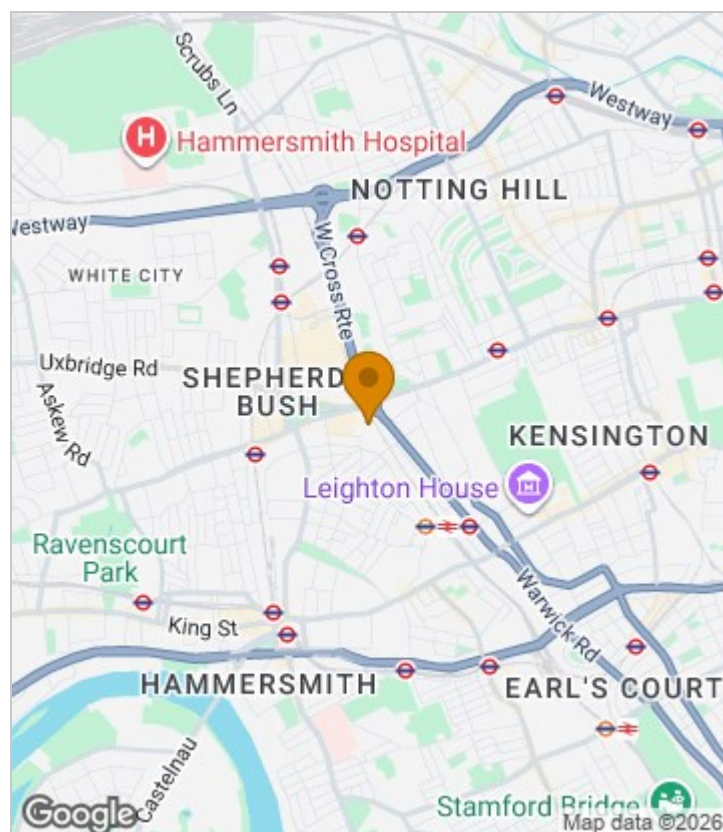 Scrubs Ln
Westway
H
Hammersmith Hospital
NOTTING HILL
Westway
W Cross Rte
WHITE CITY
Uxbridge Rd
SHEPHERD
BUSH
Askew Rd
KENSINGTON
Leighton House
Ravenscourt
Park
King St
Warwick Rd
HAMMERSMITH
EARL'S COURT
Castelnau
Stamford Bridge
Google
Map data ©2026